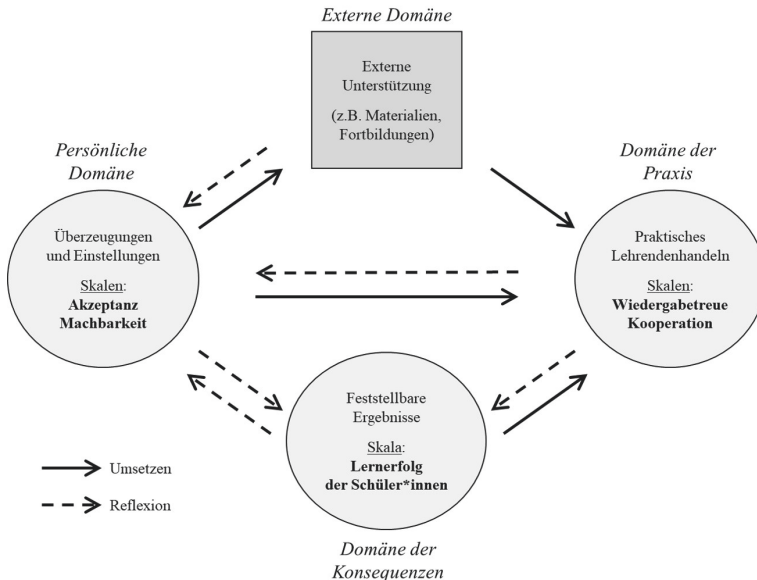 Externe Domäne
Externe
Unterstützung
(z.B. Materialien,
Fortbildungen)
Persönliche
Domäne
Domäne der
Praxis
Überzeugungen
und Einstellungen
Skalen:
Akzeptanz
Machbarkeit
Praktisches
Lehrendenhandeln
Skalen:
Wiedergabetreue
Kooperation
Feststellbare
Ergebnisse
Skala:
Lernerfolg
der Schüler*innen
Umsetzen
Reflexion
Domäne der
Konsequenzen